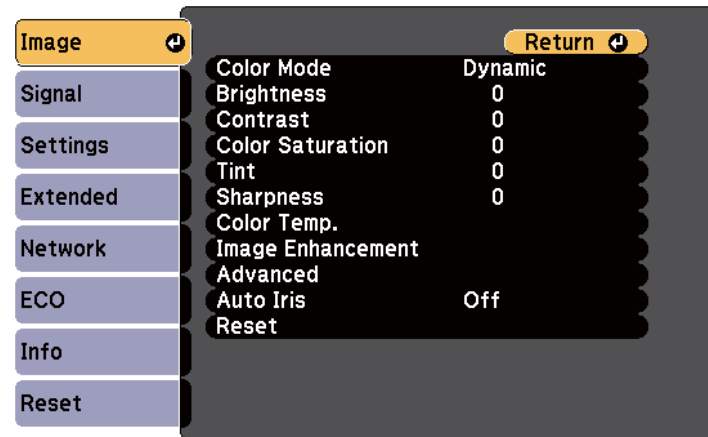 Image
Signal
Settings
Extended
Network
ECO
Info
Reset
Return
Color Mode Dynamic
Brightness 0
Contrast 0
Color Saturation 0
Tint 0
Sharpness 0
Color Temp.
Image Enhancement
Advanced
Auto Iris Off
Reset